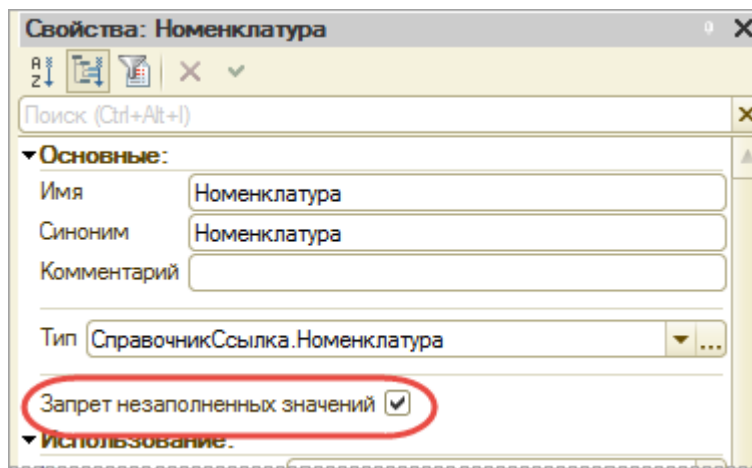 Свойства: Номенклатура
Поиск (Ctrl+Alt+I)
Основные:
Имя Номенклатура
Синоним Номенклатура
Комментарий
Тип СправочникСсылка.Номенклатура ...
Запрет незаполненных значений
Использование: